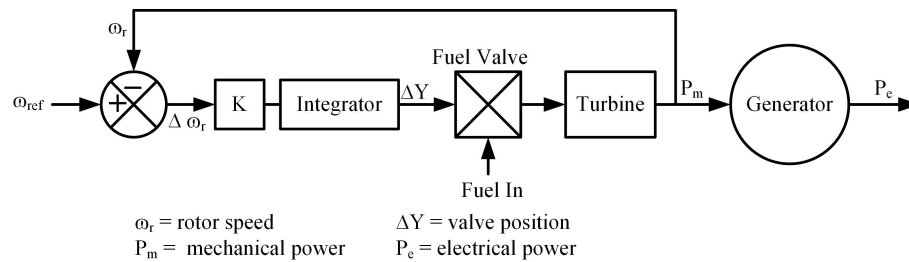 ωr
Fuel Valve
ωref
+
−
Δ ωr
K
Integrator
ΔY
Turbine
Pm
Generator
Pe
Fuel In
ωr = rotor speed
ΔY = valve position
Pm = mechanical power
Pe = electrical power